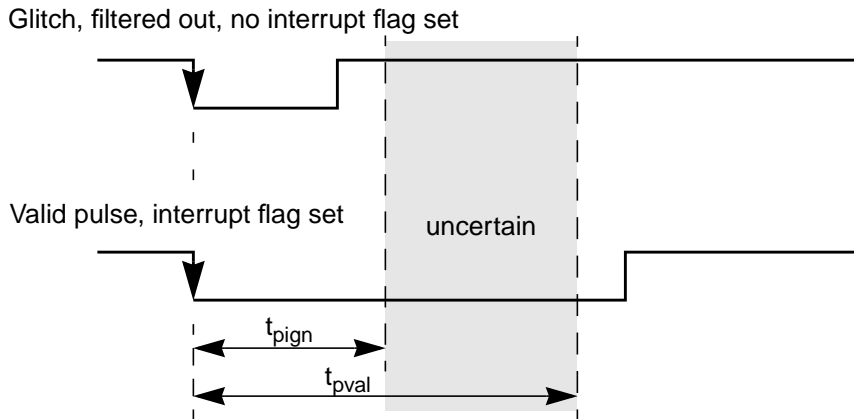 Glitch, filtered out, no interrupt flag set
Valid pulse, interrupt flag set
uncertain
tpign
tpval